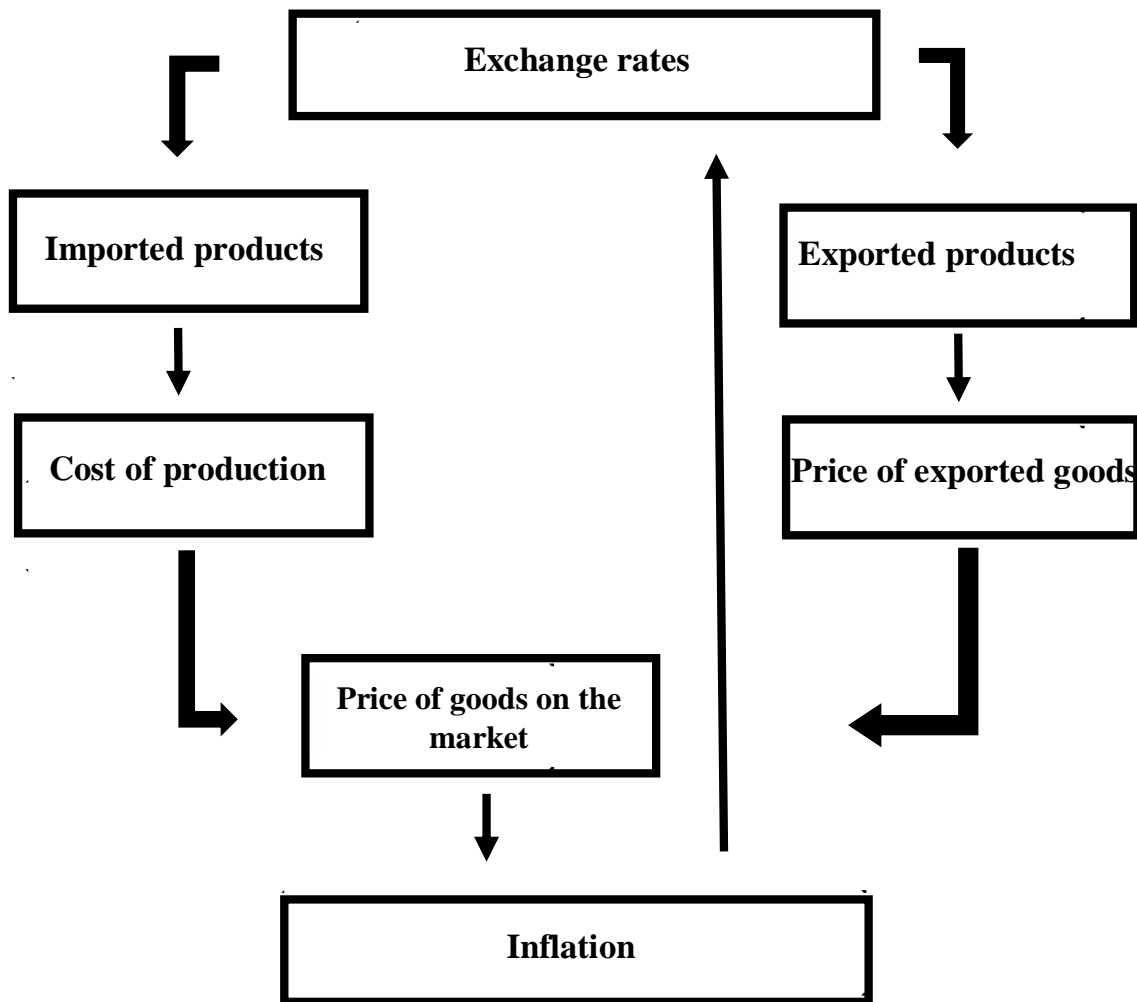 Exchange rates
Imported products
Exported products
Cost of production
Price of exported goods
Price of goods on the
market
Inflation